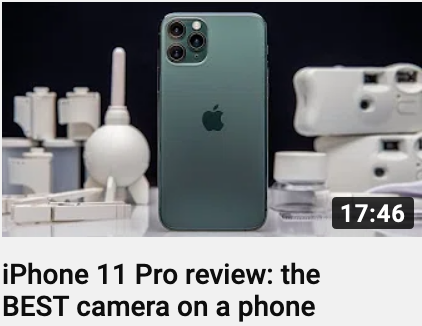 17:46
iPhone 11 Pro review: the
BEST camera on a phone